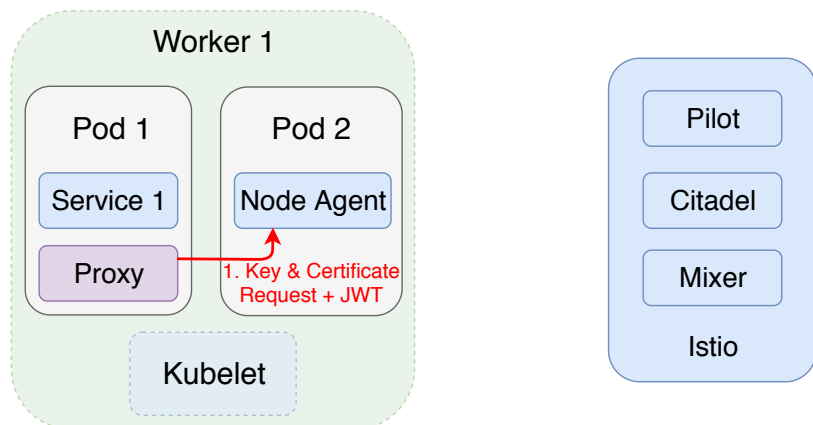 Worker 1
Pod 1
Service 1
Proxy
Pod 2
Node Agent
1. Key & Certificate
Request + JWT
Kubelet
Pilot
Citadel
Mixer
Istio